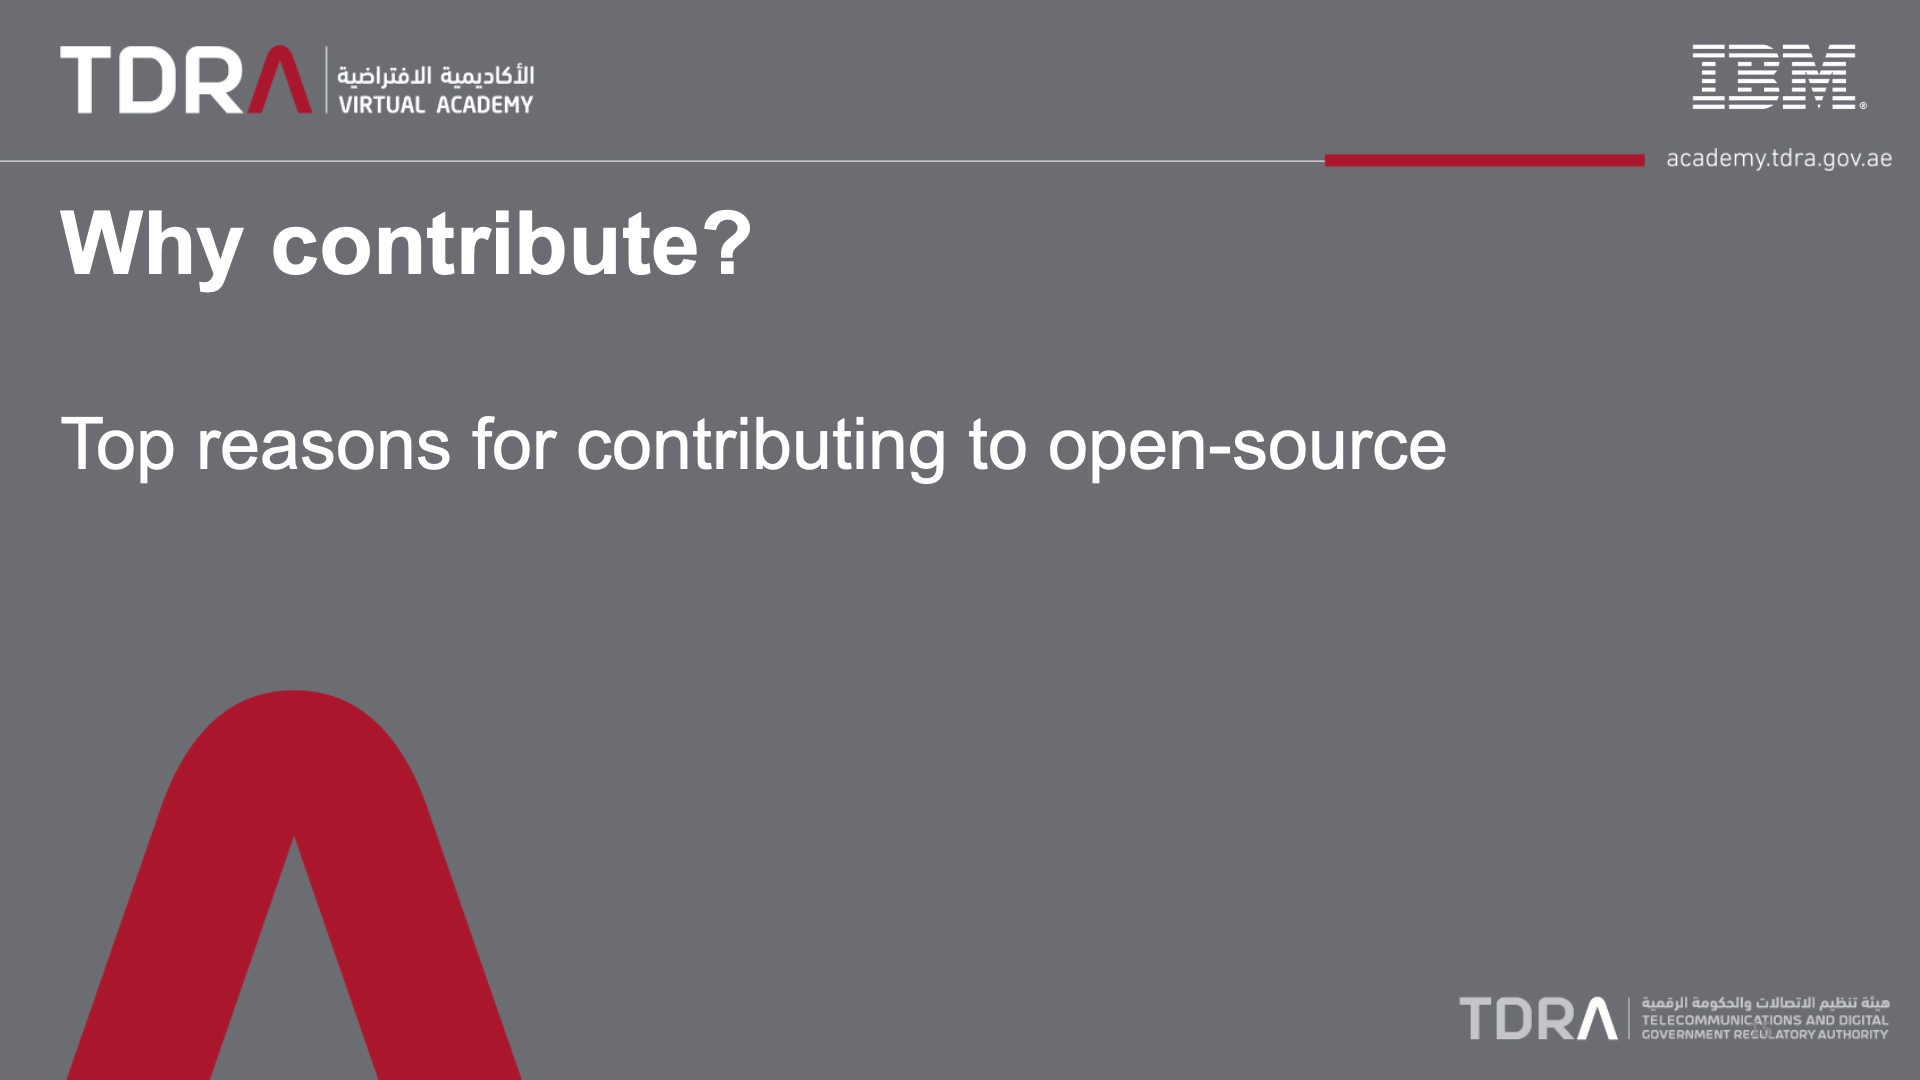 TDRA
الأكاديمية الافتراضية
VIRTUAL ACADEMY
IBM®
academy.tdra.gov.ae
Why contribute?
Top reasons for contributing to open-source
TDRA
هيئة تنظيم الاتصالات والحكومة الرقمية
TELECOMMUNICATIONS AND DIGITAL
GOVERNMENT REGULATORY AUTHORITY